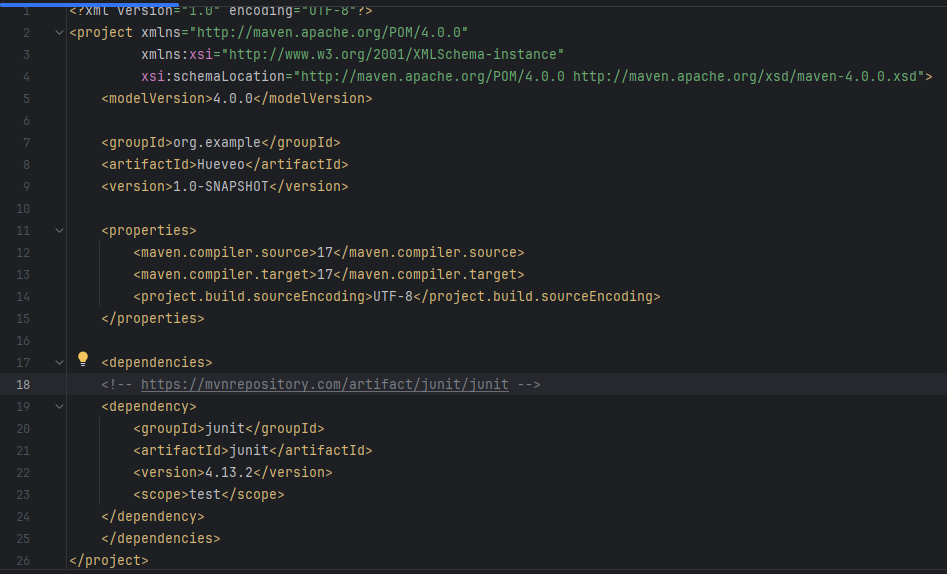 1 <?xml version="1.0" encoding="UTF-8"?>
2 <project xmlns="http://maven.apache.org/POM/4.0.0"
3          xmlns:xsi="http://www.w3.org/2001/XMLSchema-instance"
4          xsi:schemaLocation="http://maven.apache.org/POM/4.0.0 http://maven.apache.org/xsd/maven-4.0.0.xsd">
5     <modelVersion>4.0.0</modelVersion>
6
7     <groupId>org.example</groupId>
8     <artifactId>Hueveo</artifactId>
9     <version>1.0-SNAPSHOT</version>
10
11     <properties>
12         <maven.compiler.source>17</maven.compiler.source>
13         <maven.compiler.target>17</maven.compiler.target>
14         <project.build.sourceEncoding>UTF-8</project.build.sourceEncoding>
15     </properties>
16
17     <dependencies>
18     <!-- https://mvnrepository.com/artifact/junit/junit -->
19     <dependency>
20         <groupId>junit</groupId>
21         <artifactId>junit</artifactId>
22         <version>4.13.2</version>
23         <scope>test</scope>
24     </dependency>
25     </dependencies>
26 </project>